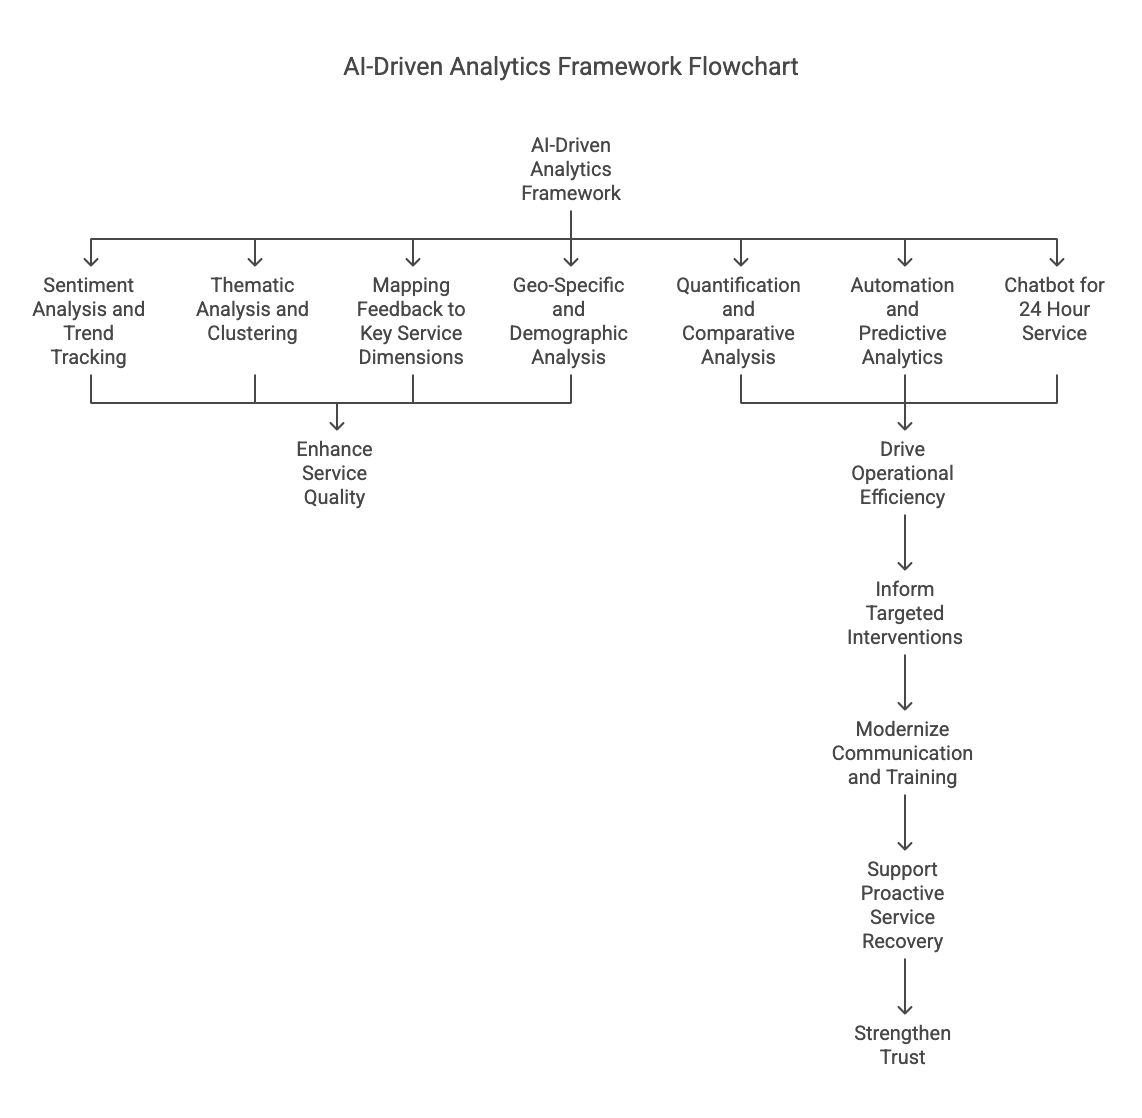 AI-Driven Analytics Framework Flowchart
AI-Driven
Analytics
Framework
Sentiment
Analysis and
Trend
Tracking
Thematic
Analysis and
Clustering
Mapping
Feedback to
Key Service
Dimensions
Geo-Specific
and
Demographic
Analysis
Quantification
and
Comparative
Analysis
Automation
and
Predictive
Analytics
Chatbot for
24 Hour
Service
Enhance
Service
Quality
Drive
Operational
Efficiency
Inform
Targeted
Interventions
Modernize
Communication
and Training
Support
Proactive
Service
Recovery
Strengthen
Trust